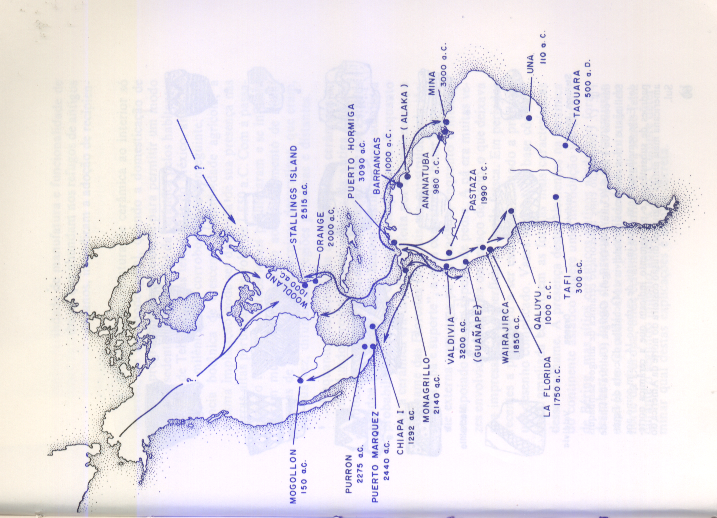 ?
?
STALLINGS ISLAND
2515 a.C.
ORANGE
2000 a.C.
WOODLAND
1000 a.C.
PUERTO HORMIGA
3090 a.C.
BARRANCAS
1000 a.C.
(ALAKA)
MINA
3000 a.C.
ANANATUBA
980 a.C.
PASTAZA
1990 a.C.
UNA
110 a.C.
TAQUARA
500 a.D.
MOGOLLON
150 a.C.
PURRON
2275 a.C.
PUERTO MARQUEZ
2440 a.C.
CHIAPA I
1292 a.C.
MONAGRILLO
2140 a.C.
VALDIVIA
3200 a.C.
(GUAÑAPE)
WAIRAJIRCA
1850 a.C.
LA FLORIDA
1750 a.C.
QALUYU
1000 a.C.
TAFI
300 a.C.